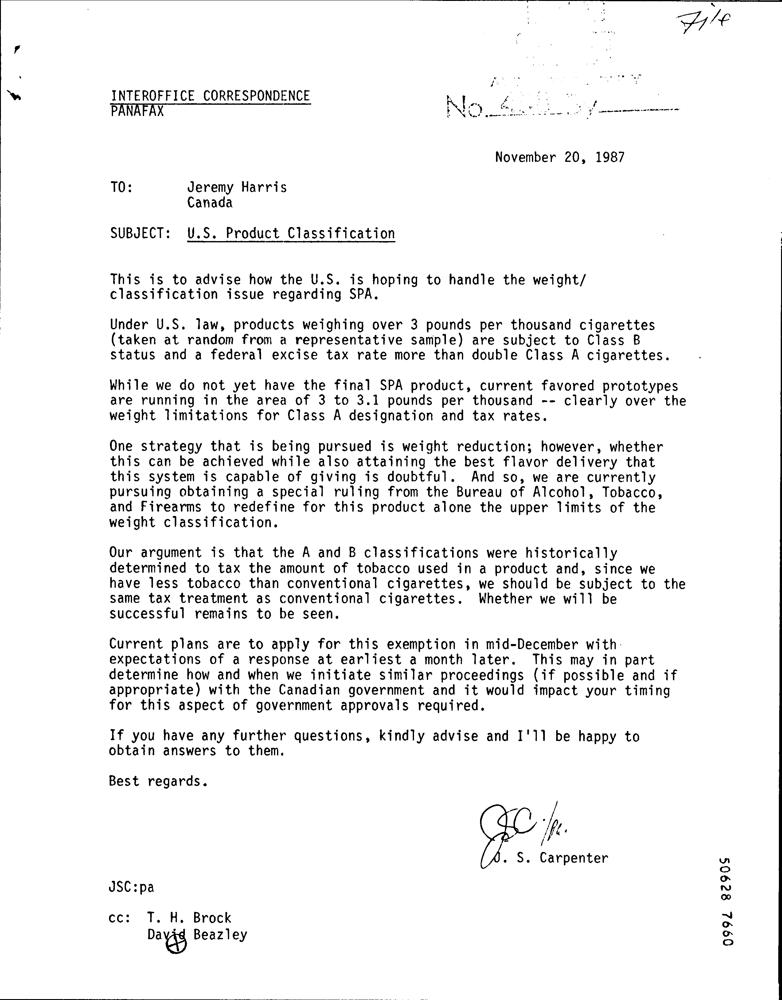 File
No.
INTEROFFICE CORRESPONDENCE
PANAFAX
November 20, 1987
TO: Jeremy Harris
Canada
SUBJECT: U.S. Product Classification
This is to advise how the U.S. is hoping to handle the weight/
classification issue regarding SPA.
Under U.S. law, products weighing over 3 pounds per thousand cigarettes
(taken at random from a representative sample) are subject to Class B
status and a federal excise tax rate more than double Class A cigarettes.
While we do not yet have the final SPA product, current favored prototypes
are running in the area of 3 to 3.1 pounds per thousand -- clearly over the
weight limitations for Class A designation and tax rates.
One strategy that is being pursued is weight reduction; however, whether
this can be achieved while also attaining the best flavor delivery that
this system is capable of giving is doubtful. And so, we are currently
pursuing obtaining a special ruling from the Bureau of Alcohol, Tobacco,
and Firearms to redefine for this product alone the upper limits of the
weight classification.
Our argument is that the A and B classifications were historically
determined to tax the amount of tobacco used in a product and, since we
have less tobacco than conventional cigarettes, we should be subject to the
same tax treatment as conventional cigarettes. Whether we will be
successful remains to be seen.
Current plans are to apply for this exemption in mid-December with
expectations of a response at earliest a month later. This may in part
determine how and when we initiate similar proceedings (if possible and if
appropriate) with the Canadian government and it would impact your timing
for this aspect of government approvals required.
If you have any further questions, kindly advise and I'll be happy to
obtain answers to them.
Best regards.
JSC/pa.
J. S. Carpenter
JSC:pa
cc: T. H. Brock
David Beazley
50628 7660